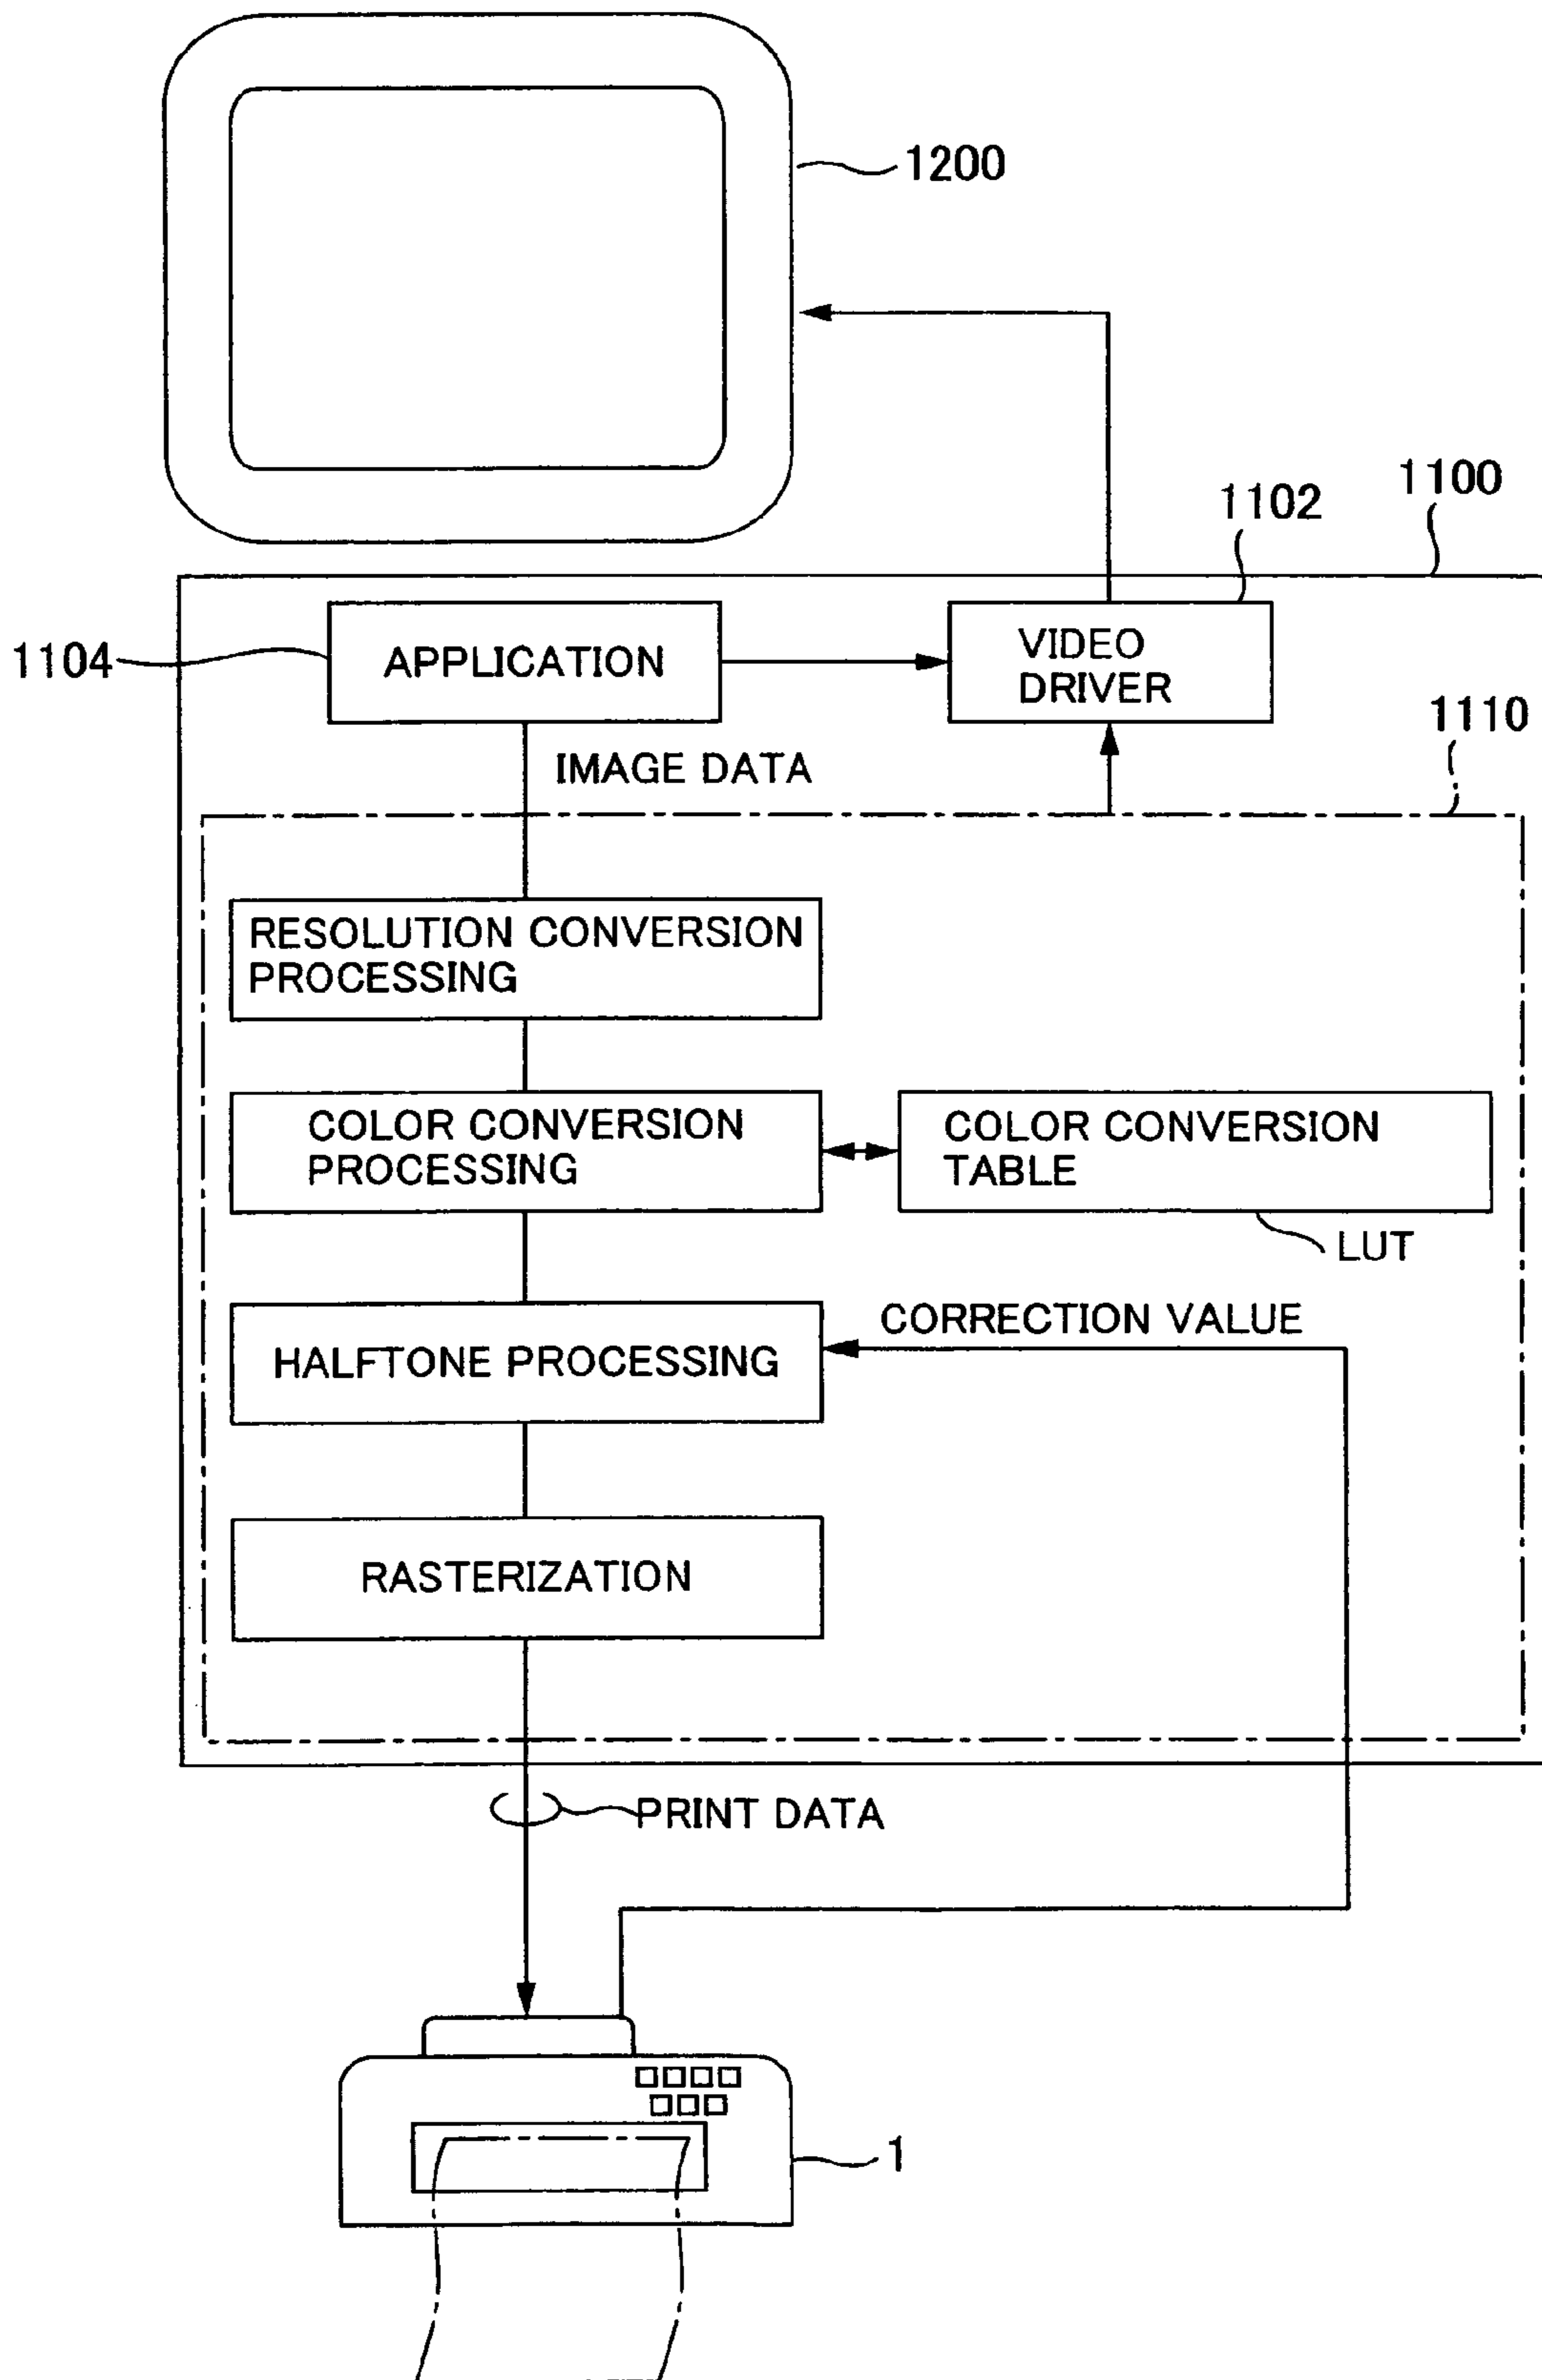 1200
1100
1102
1104
APPLICATION
VIDEO
DRIVER
1110
IMAGE DATA
RESOLUTION CONVERSION
PROCESSING
COLOR CONVERSION
PROCESSING
COLOR CONVERSION
TABLE
LUT
CORRECTION VALUE
HALFTONE PROCESSING
RASTERIZATION
PRINT DATA
1